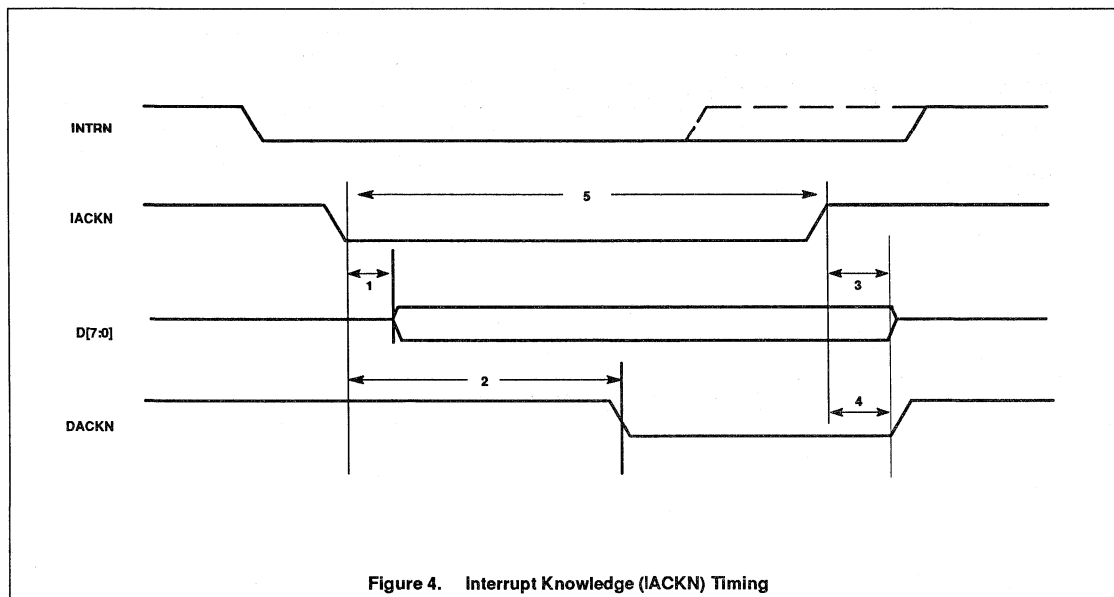 INTRN
5
IACKN
1
3
D[7:0]
2
4
DACKN
Figure 4. Interrupt Knowledge (IACKN) Timing